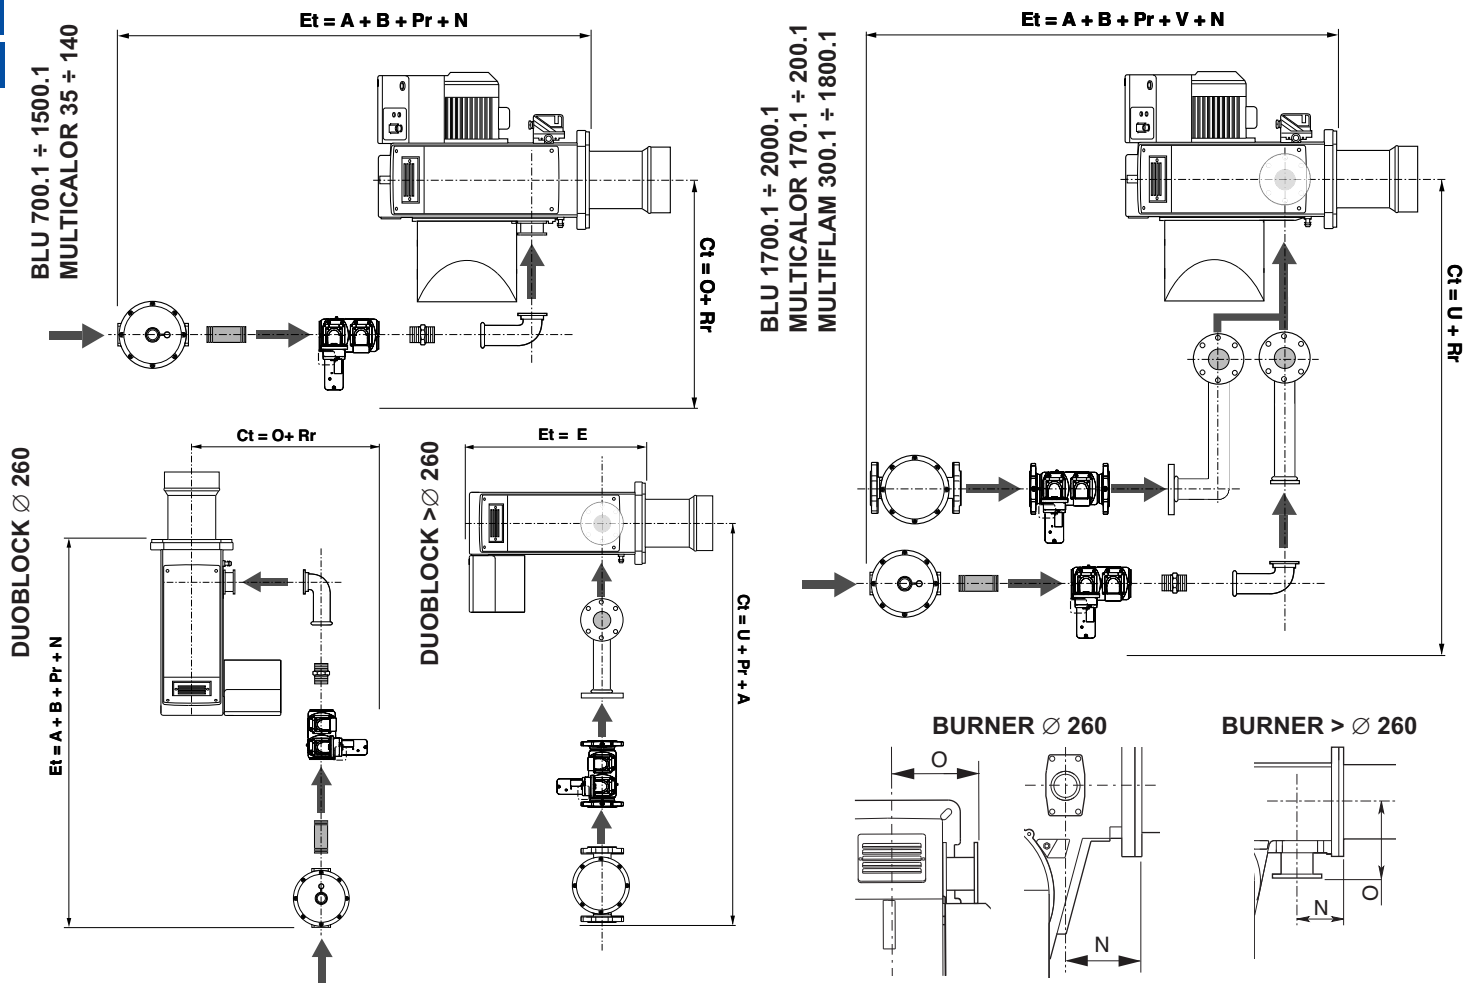 Et = A + B + Pr + N
BLU 700.1 ÷ 1500.1
MULTICALOR 35 ÷ 140
Ct = O+ Rr
Et = A + B + Pr + V + N
BLU 1700.1 ÷ 2000.1
MULTICALOR 170.1 ÷ 200.1
MULTIFLAM 300.1 ÷ 1800.1
Ct = U + Rr
DUOBLOCK ∅ 260
Ct = O+ Rr
Et = A + B + Pr + N
DUOBLOCK >∅ 260
Et = E
Ct = U + Pr + A
BURNER ∅ 260
O
N
BURNER > ∅ 260
O
N